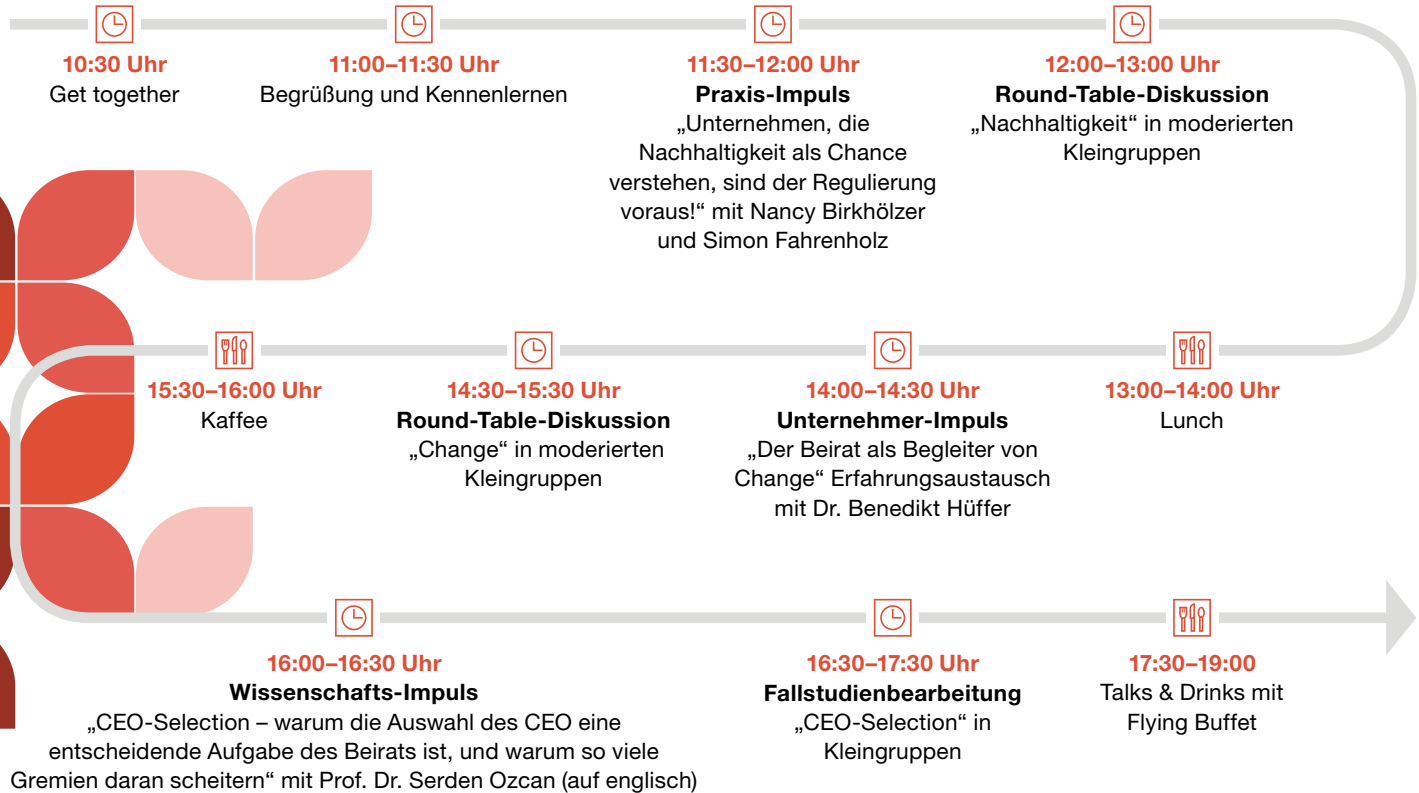 10:30 Uhr
Get together
11:00–11:30 Uhr
Begrüßung und Kennenlernen
11:30–12:00 Uhr
Praxis-Impuls
„Unternehmen, die
Nachhaltigkeit als Chance
verstehen, sind der Regulierung
voraus!“ mit Nancy Birkhölzer
und Simon Fahrenholz
12:00–13:00 Uhr
Round-Table-Diskussion
„Nachhaltigkeit“ in moderierten
Kleingruppen
13:00–14:00 Uhr
Lunch
14:00–14:30 Uhr
Unternehmer-Impuls
„Der Beirat als Begleiter von
Change“ Erfahrungsaustausch
mit Dr. Benedikt Hüffer
14:30–15:30 Uhr
Round-Table-Diskussion
„Change“ in moderierten
Kleingruppen
15:30–16:00 Uhr
Kaffee
16:00–16:30 Uhr
Wissenschafts-Impuls
„CEO-Selection – warum die Auswahl des CEO eine
entscheidende Aufgabe des Beirats ist, und warum so viele
Gremien daran scheitern“ mit Prof. Dr. Serden Ozcan (auf englisch)
16:30–17:30 Uhr
Fallstudienbearbeitung
„CEO-Selection“ in
Kleingruppen
17:30–19:00
Talks & Drinks mit
Flying Buffet